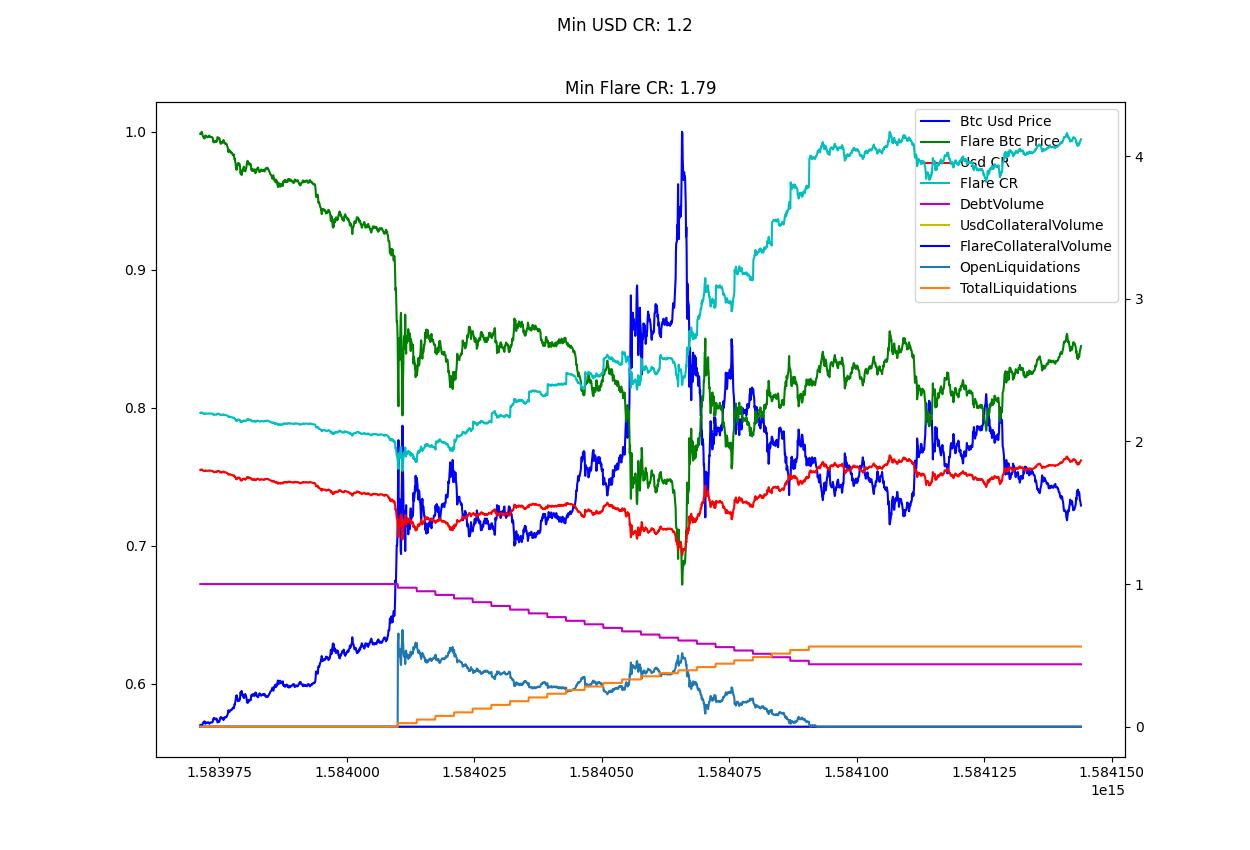 Min USD CR: 1.2
Min Flare CR: 1.79
1.0
0.9
0.8
0.7
0.6
4
3
2
1
0
Btc Usd Price
Flare Btc Price
Usd CR
Flare CR
DebtVolume
UsdCollateralVolume
FlareCollateralVolume
OpenLiquidations
TotalLiquidations
1.583975 1.584000 1.584025 1.584050 1.584075 1.584100 1.584125 1.584150
1e15